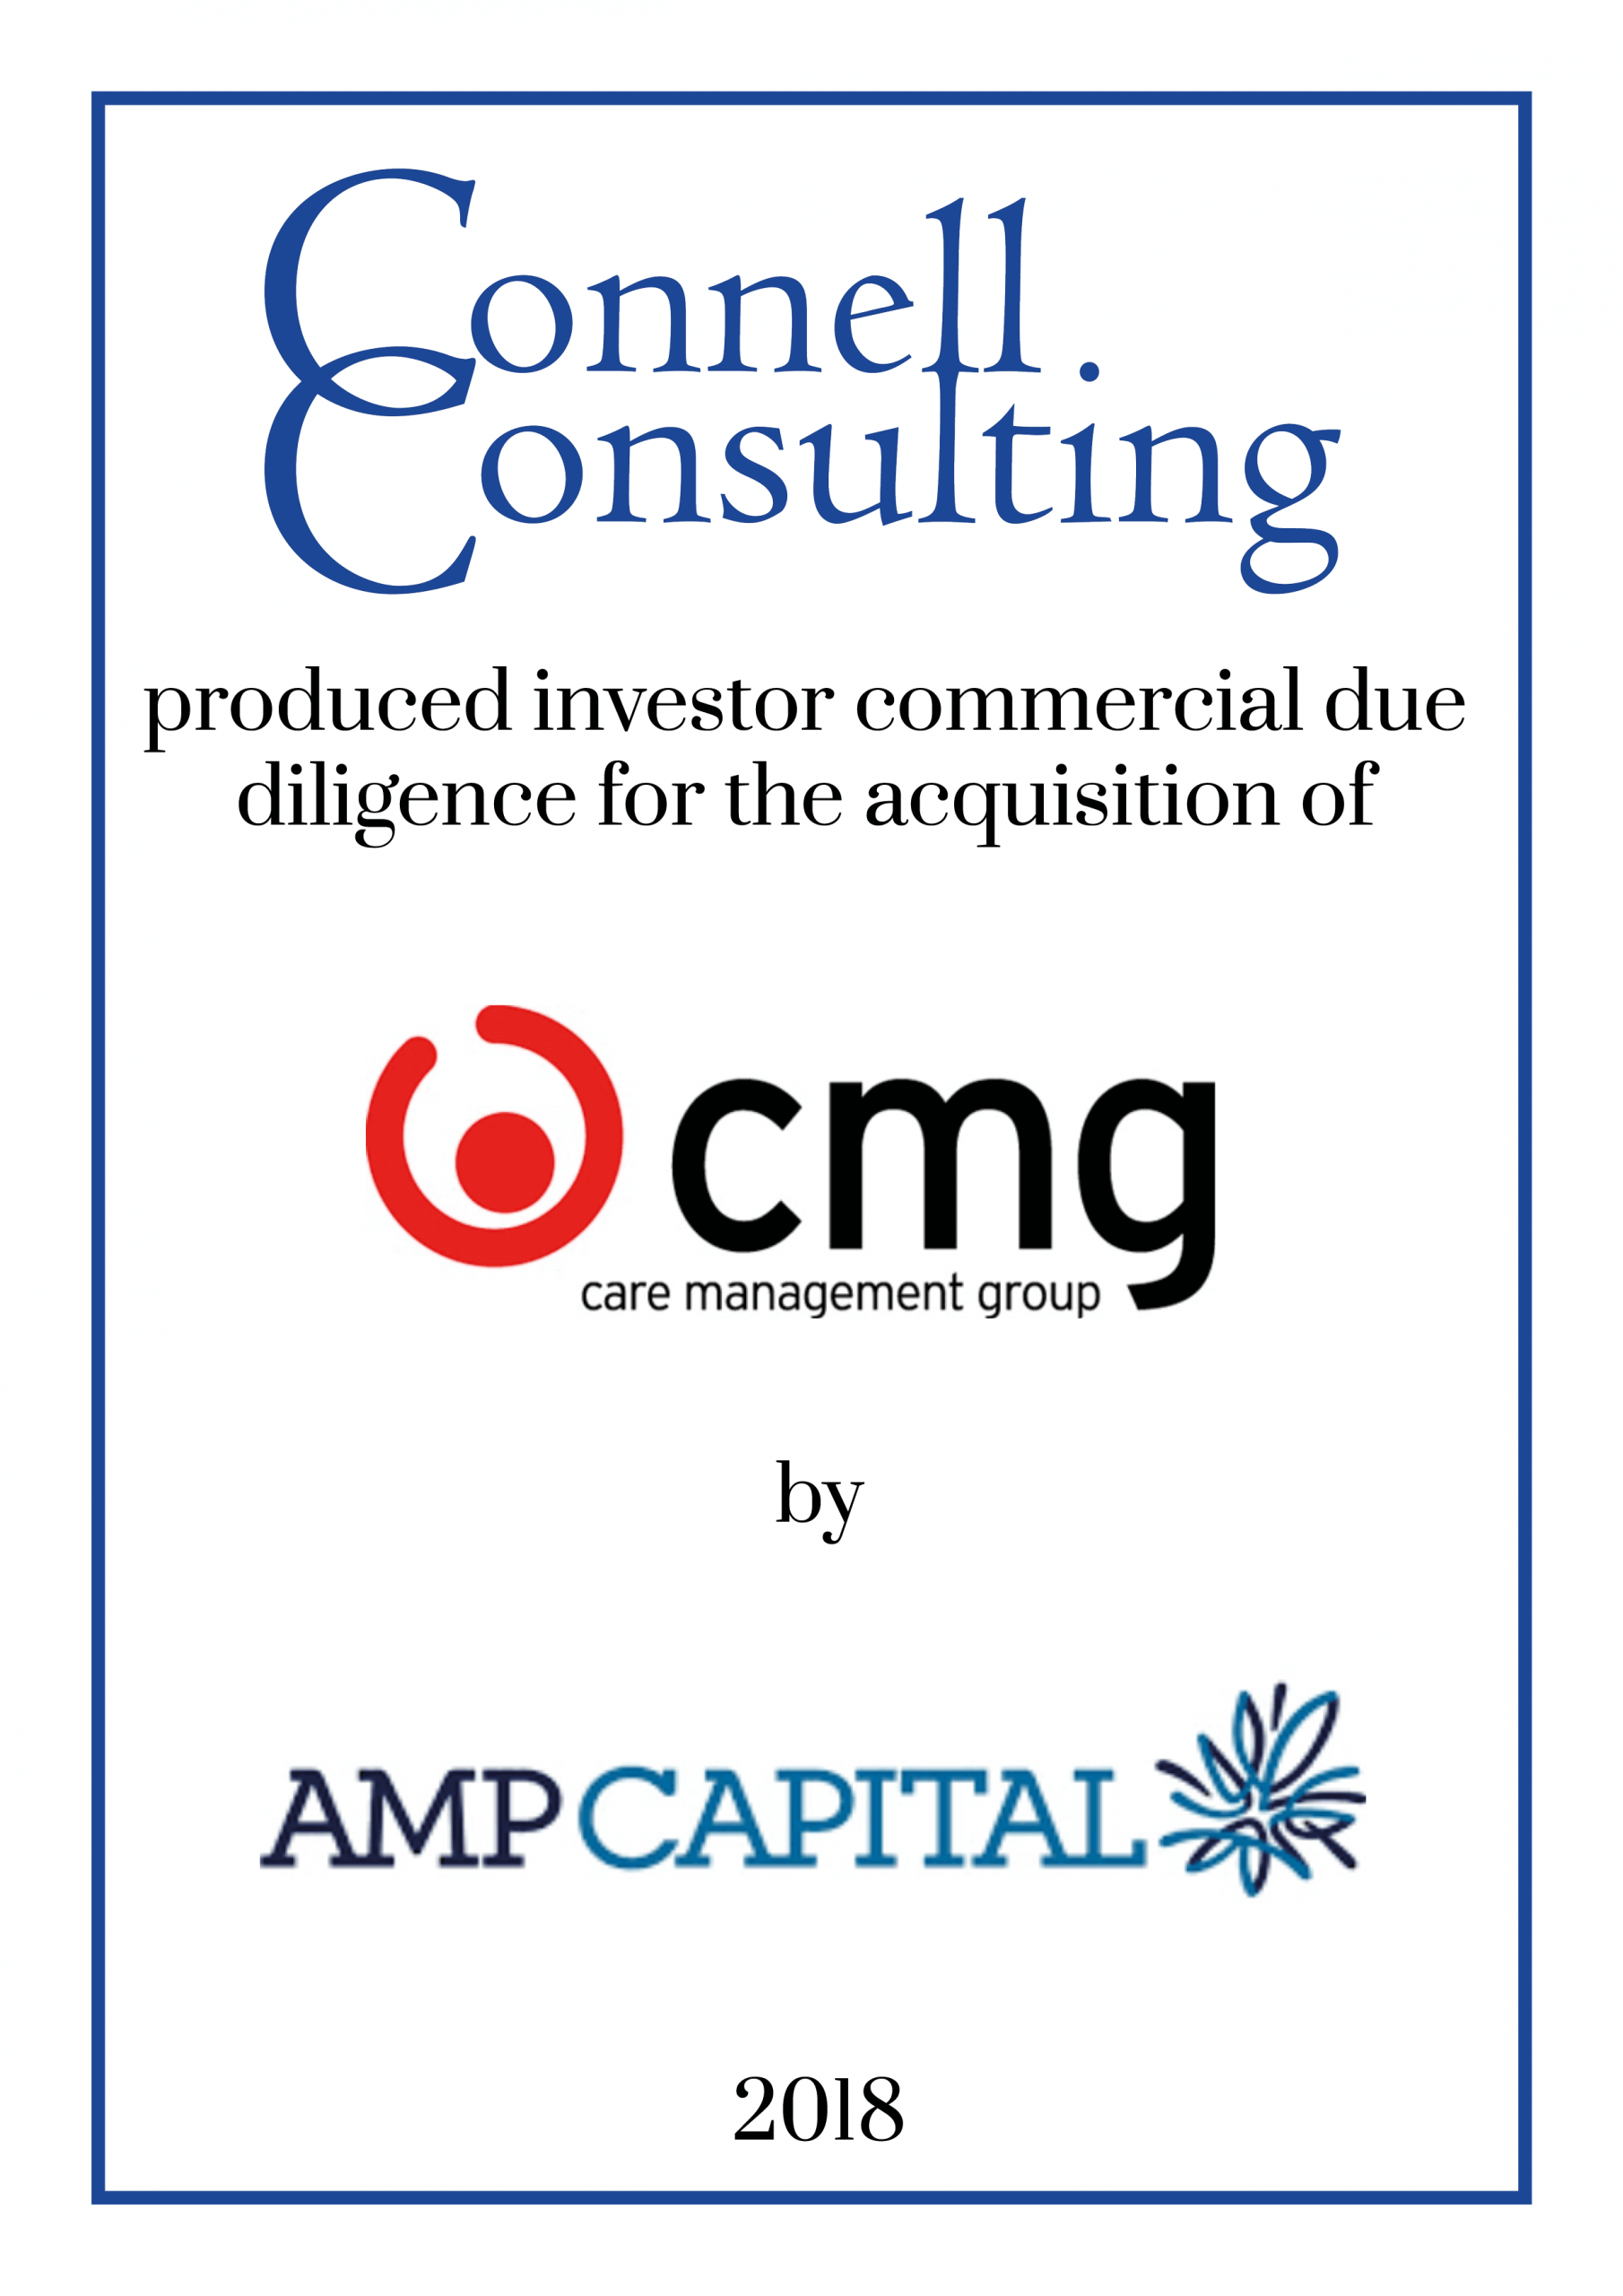 Connell
Consulting
produced investor commercial due
diligence for the acquisition of
cmg
care management group
by
AMP CAPITAL
2018